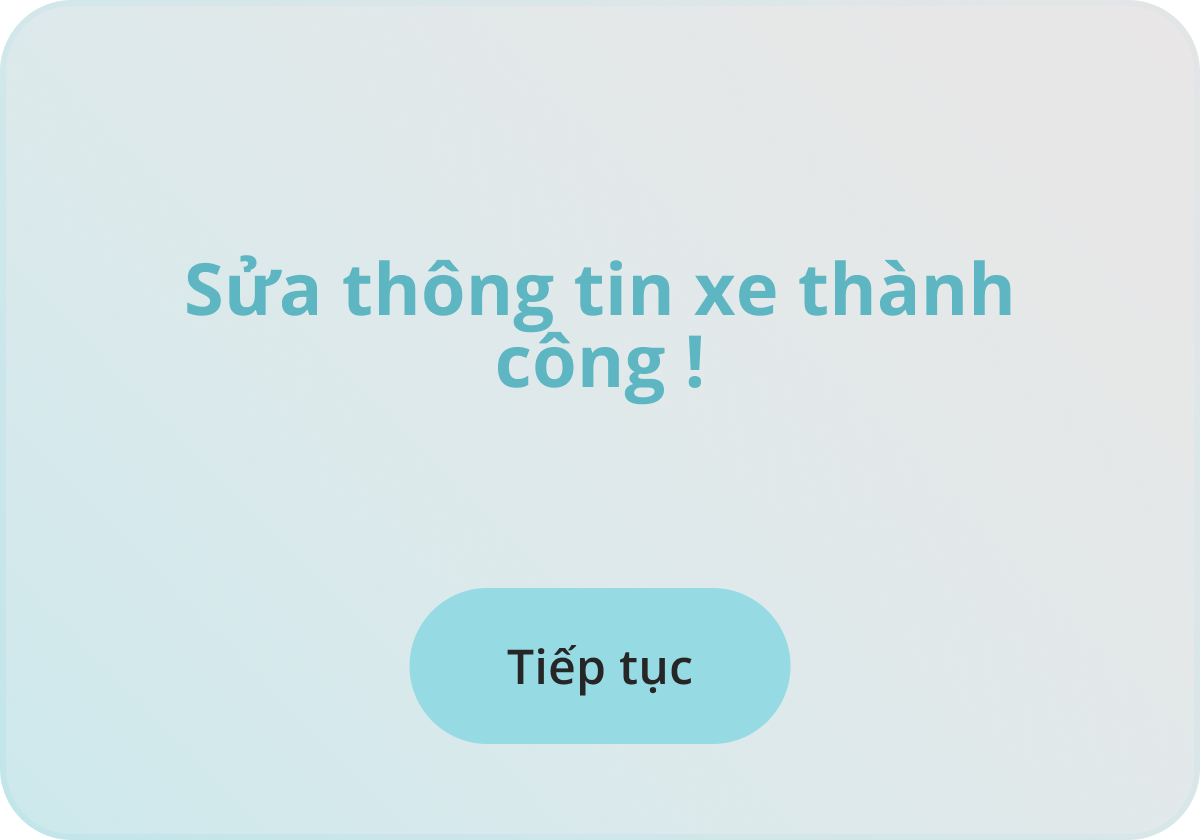 Sửa thông tin xe thành
công !
Tiếp tục